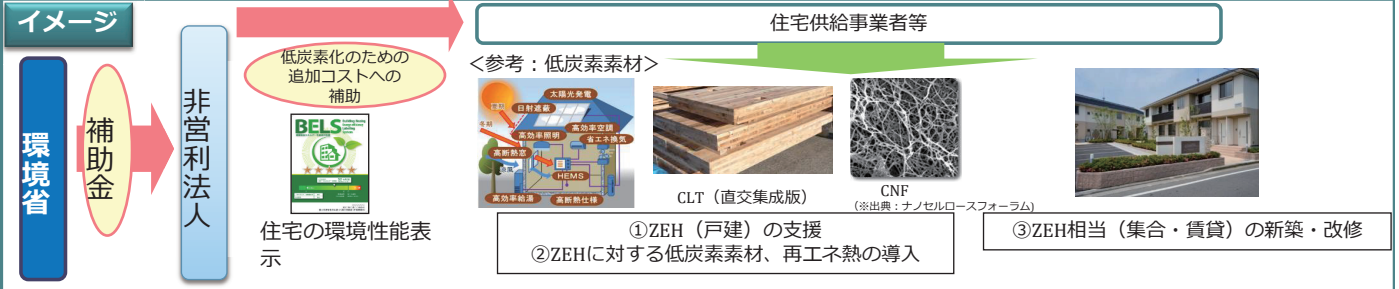 イメージ
環境省
補助金
非営利法人
低炭素化のための
追加コストへの
補助
BELS
住宅の環境性能表
示
住宅供給事業者等
＜参考：低炭素素材＞
太陽光発電
夏期
日射遮蔽
冬期
高効率照明
高効率空調
省エネ換気
高断熱窓
涼風
HEMS
高効率給湯
高断熱仕様
CLT（直交集成版）
CNF
（※出典：ナノセルロースフォーラム)
①ZEH（戸建）の支援
②ZEHに対する低炭素素材、再エネ熱の導入
③ZEH相当（集合・賃貸）の新築・改修